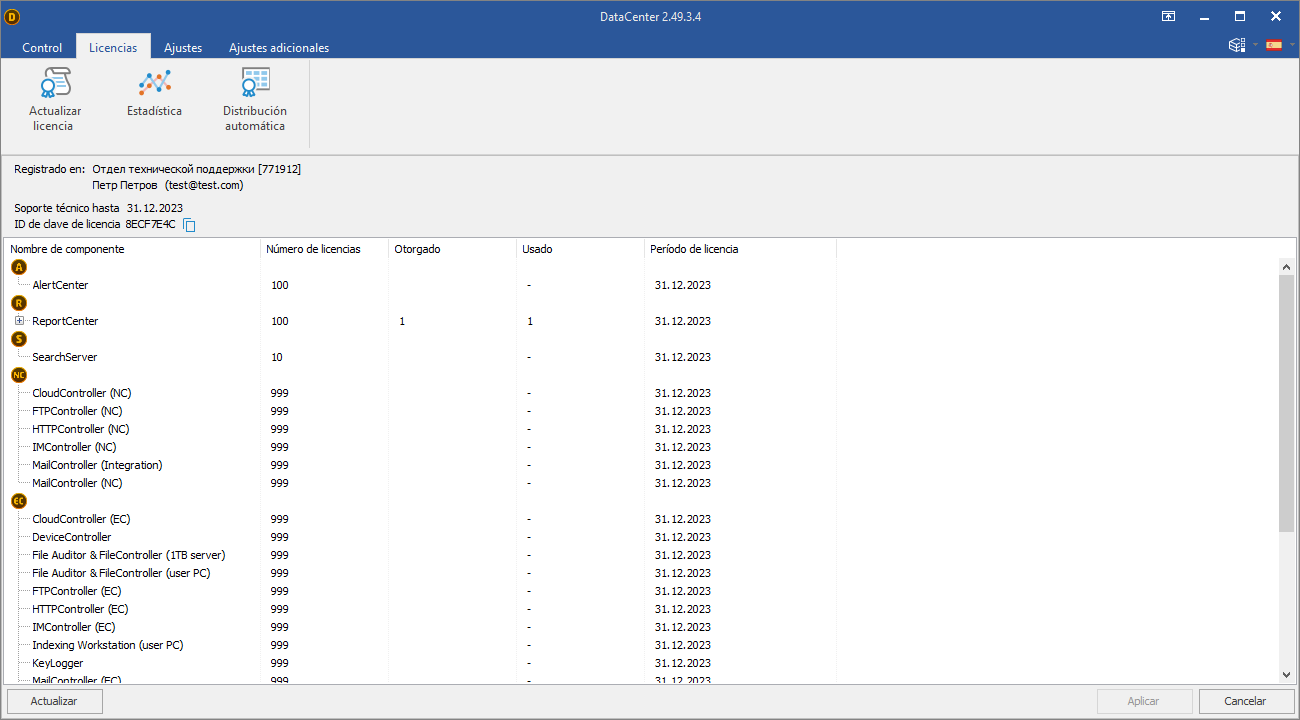 D
DataCenter 2.49.3.4
Control Licencias Ajustes Ajustes adicionales
Actualizar licencia
Estadística
Distribución automática
Registrado en: Отдел технической поддержки [771912]
Петр Петров (test@test.com)
Soporte técnico hasta 31.12.2023
ID de clave de licencia 8ECF7E4C
Nombre de componente Número de licencias Otorgado Usado Período de licencia
A
AlertCenter 100 - 31.12.2023
R
ReportCenter 100 1 1 31.12.2023
S
SearchServer 10 - 31.12.2023
NC
CloudController (NC) 999 - 31.12.2023
FTPController (NC) 999 - 31.12.2023
HTTPController (NC) 999 - 31.12.2023
IMController (NC) 999 - 31.12.2023
MailController (Integration) 999 - 31.12.2023
MailController (NC) 999 - 31.12.2023
EC
CloudController (EC) 999 - 31.12.2023
DeviceController 999 - 31.12.2023
File Auditor & FileController (1TB server) 999 - 31.12.2023
File Auditor & FileController (user PC) 999 - 31.12.2023
FTPController (EC) 999 - 31.12.2023
HTTPController (EC) 999 - 31.12.2023
IMController (EC) 999 - 31.12.2023
Indexing Workstation (user PC) 999 - 31.12.2023
KeyLogger 999 - 31.12.2023
MailController (EC) 999 - 31.12.2023
Actualizar Aplicar Cancelar